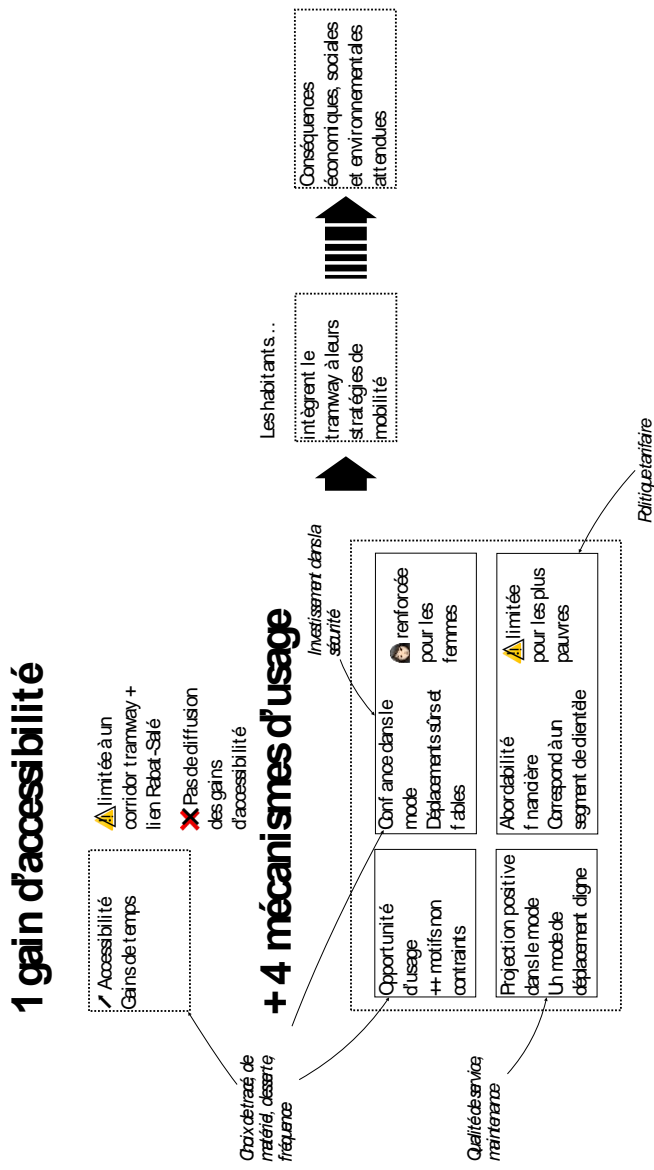 1 gain d’accessibilité
↗ Accessibilité
Gains de temps
⚠ limitée à un
corridor tramway +
lien Rabat-Salé
❌ Pas de diffusion
des gains
d’accessibilité
Choix de tracé, de
matériel, desserte,
fréquence
+ 4 mécanismes d’usage
Investissement dans la
sécurité
Opportunité
d’usage
++ motifs non
contraints
Confiance dans le
mode
Déplacements sûrs et
fiables
renforcée
pour les
femmes
Projection positive
dans le mode
Un mode de
déplacement digne
Abordabilité
financière
Correspond à un
segment de clientèle
⚠ limitée
pour les plus
pauvres
Qualité de service,
maintenance
Politique tarifaire
Les habitants…
intègrent le
tramway à leurs
stratégies de
mobilité
Conséquences
économiques, sociales
et environnementales
attendues